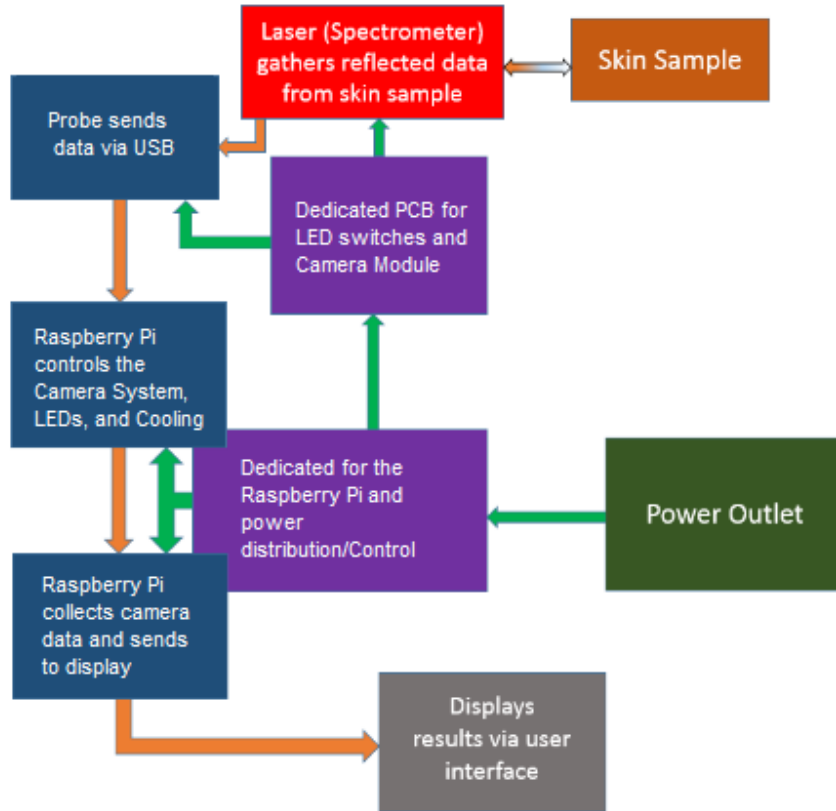 Laser (Spectrometer)
gathers reflected data
from skin sample
Skin Sample
Probe sends
data via USB
Dedicated PCB for
LED switches and
Camera Module
Raspberry Pi
controls the
Camera System,
LEDs, and Cooling
Dedicated for the
Raspberry Pi and
power
distribution/Control
Power Outlet
Raspberry Pi
collects camera
data and sends
to display
Displays
results via user
interface